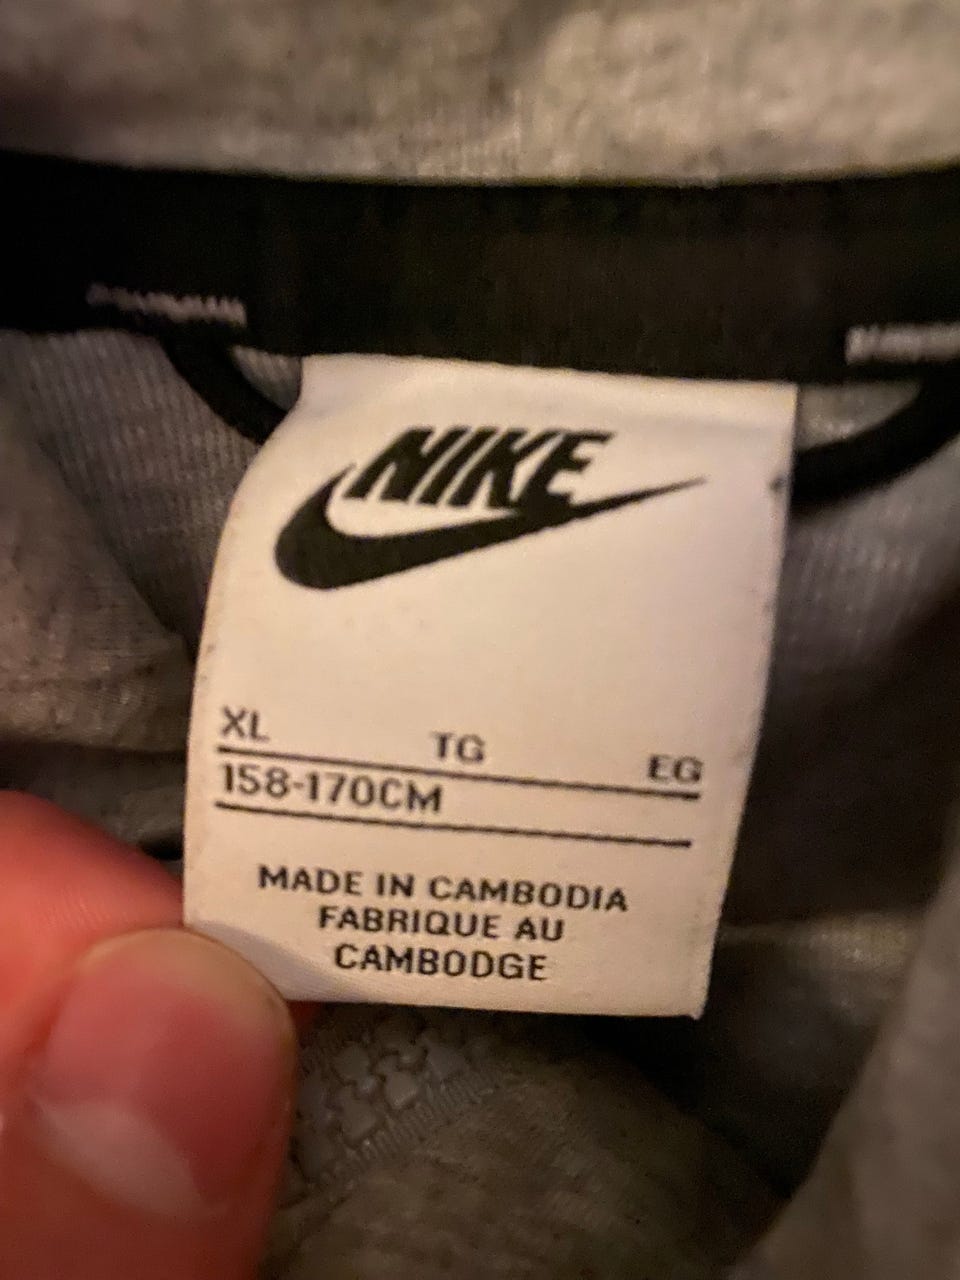 NIKE
XL TG EG
158-170CM
MADE IN CAMBODIA
FABRIQUE AU
CAMBODGE